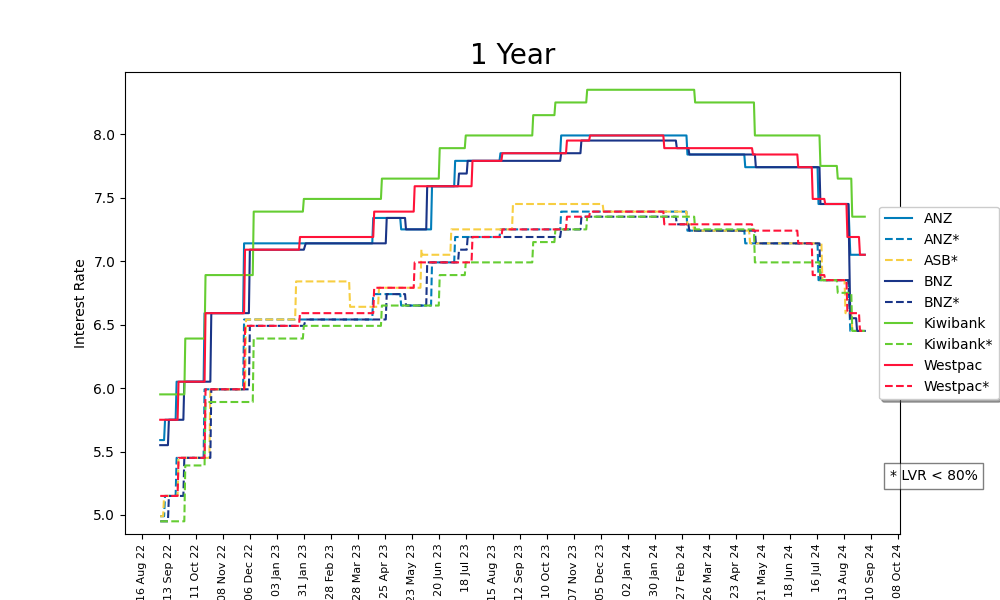 1 Year
Interest Rate
8.0
7.5
7.0
6.5
6.0
5.5
5.0
16 Aug 22
13 Sep 22
11 Oct 22
08 Nov 22
06 Dec 22
03 Jan 23
31 Jan 23
28 Feb 23
28 Mar 23
25 Apr 23
23 May 23
20 Jun 23
18 Jul 23
15 Aug 23
12 Sep 23
10 Oct 23
07 Nov 23
05 Dec 23
02 Jan 24
30 Jan 24
27 Feb 24
26 Mar 24
23 Apr 24
21 May 24
18 Jun 24
16 Jul 24
13 Aug 24
10 Sep 24
08 Oct 24
ANZ
ANZ*
ASB*
BNZ
BNZ*
Kiwibank
Kiwibank*
Westpac
Westpac*
* LVR < 80%